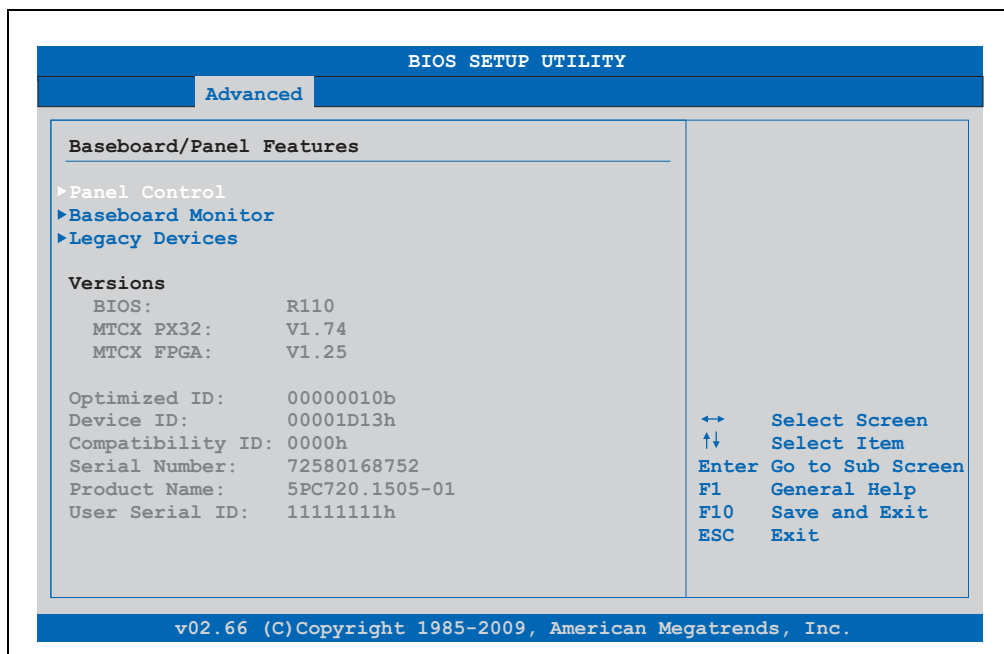 BIOS SETUP UTILITY
Advanced
Baseboard/Panel Features
▶Panel Control
▶Baseboard Monitor
▶Legacy Devices
Versions
BIOS: R110
MTCX PX32: V1.74
MTCX FPGA: V1.25
Optimized ID: 00000010b
Device ID: 00001D13h
Compatibility ID: 0000h
Serial Number: 72580168752
Product Name: 5PC720.1505-01
User Serial ID: 11111111h
↔ Select Screen
↑↓ Select Item
Enter Go to Sub Screen
F1 General Help
F10 Save and Exit
ESC Exit
v02.66 (C)Copyright 1985-2009, American Megatrends, Inc.